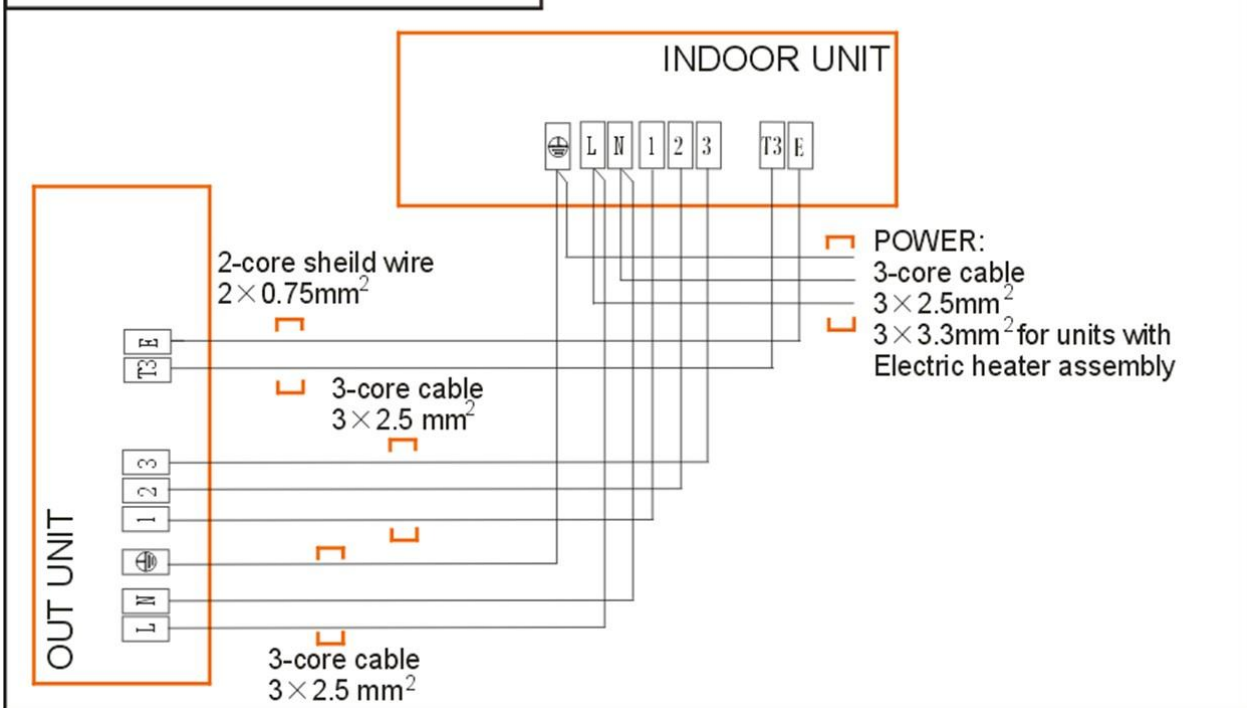 INDOOR UNIT
L N 1 2 3 T3 E
POWER:
3-core cable
3×2.5mm²
3×3.3mm² for units with
Electric heater assembly
2-core sheild wire
2×0.75mm²
E
T3
3-core cable
3×2.5 mm²
3
2
1
N
L
OUT UNIT
3-core cable
3×2.5 mm²